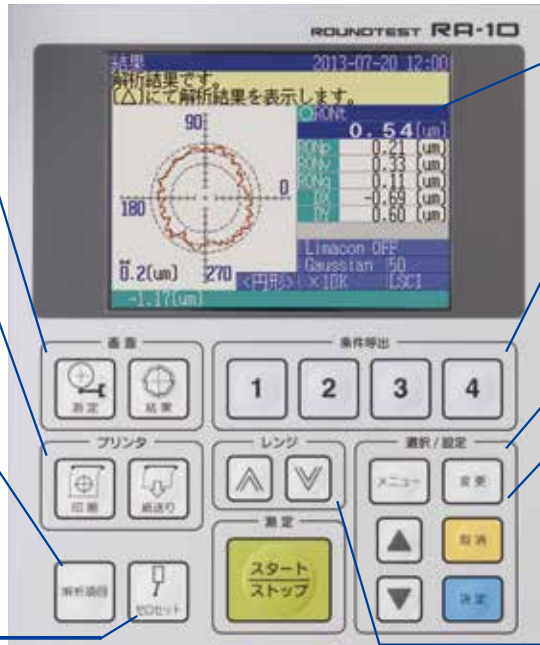 ROUNDTEST RA-10
結果 2013-07-20 12:00
解析結果です。
[△]にて解析結果を表示します。
RONt
0.54(um)
RONp 0.21 (um)
RONv 0.33 (um)
RONq 0.11 (um)
DX -0.69 (um)
DY 0.60 (um)
90
0
180
270
0.2(um)
Limacon OFF
Gaussian 50
<円形> ×10K LSCI
-1.17(um)
画面
測定
結果
条件呼出
1
2
3
4
プリンタ
印刷
紙送り
レンジ
選択/設定
メニュー
変更
取消
決定
解析項目
ゼロセット
測定
スタート
ストップ